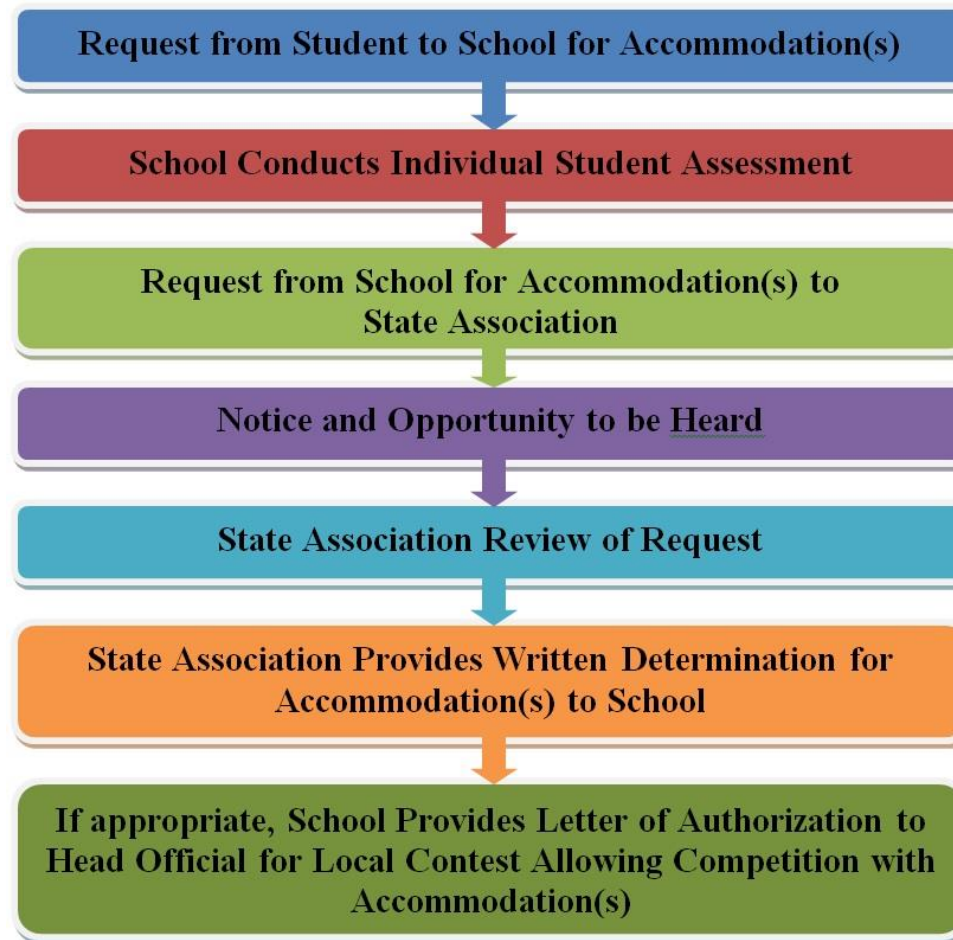 Request from Student to School for Accommodation(s)
School Conducts Individual Student Assessment
Request from School for Accommodation(s) to
State Association
Notice and Opportunity to be Heard
State Association Review of Request
State Association Provides Written Determination for
Accommodation(s) to School
If appropriate, School Provides Letter of Authorization to
Head Official for Local Contest Allowing Competition with
Accommodation(s)